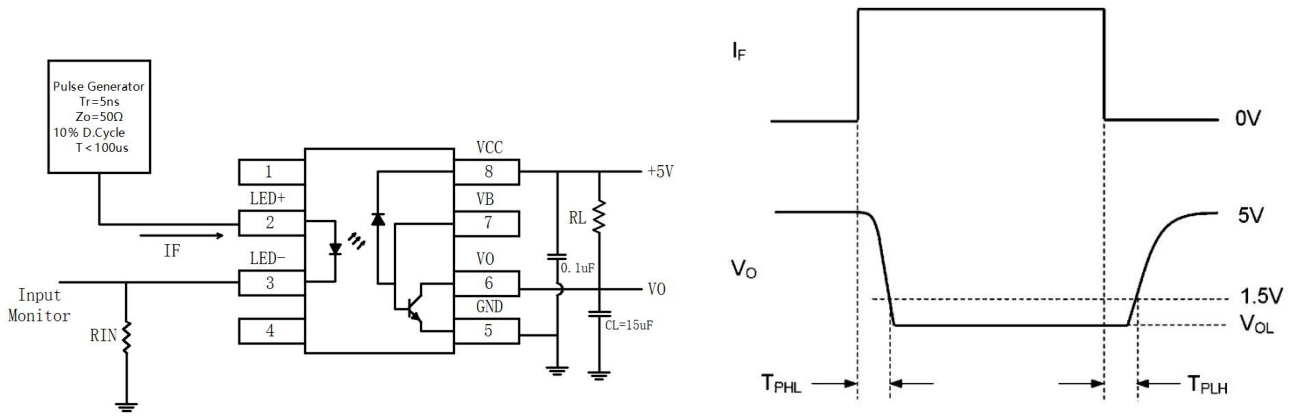 Pulse Generator
Tr=5ns
Zo=50Ω
10% D.Cycle
T < 100us
LED+
IF
LED-
Input
Monitor
RIN
1
2
3
4
VCC
8
VB
7
VO
6
GND
5
+5V
RL
0.1uF
VO
CL=15uF
IF
0V
5V
VO
1.5V
VOL
TPHL
TPLH